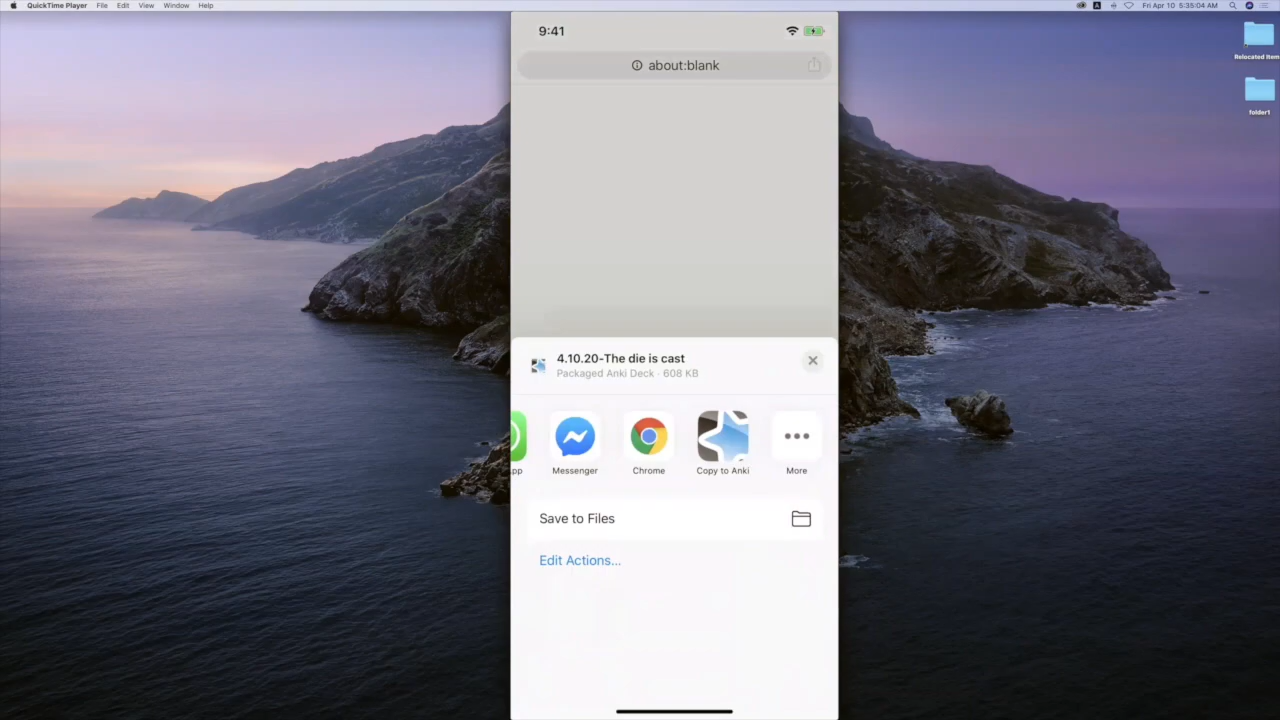 QuickTime Player File Edit View Window Help
A Fri Apr 10 5:35:04 AM
9:41
about:blank
Relocated Item
folder1
4.10.20-The die is cast
Packaged Anki Deck · 608 KB
pp Messenger Chrome Copy to Anki More
Save to Files
Edit Actions...